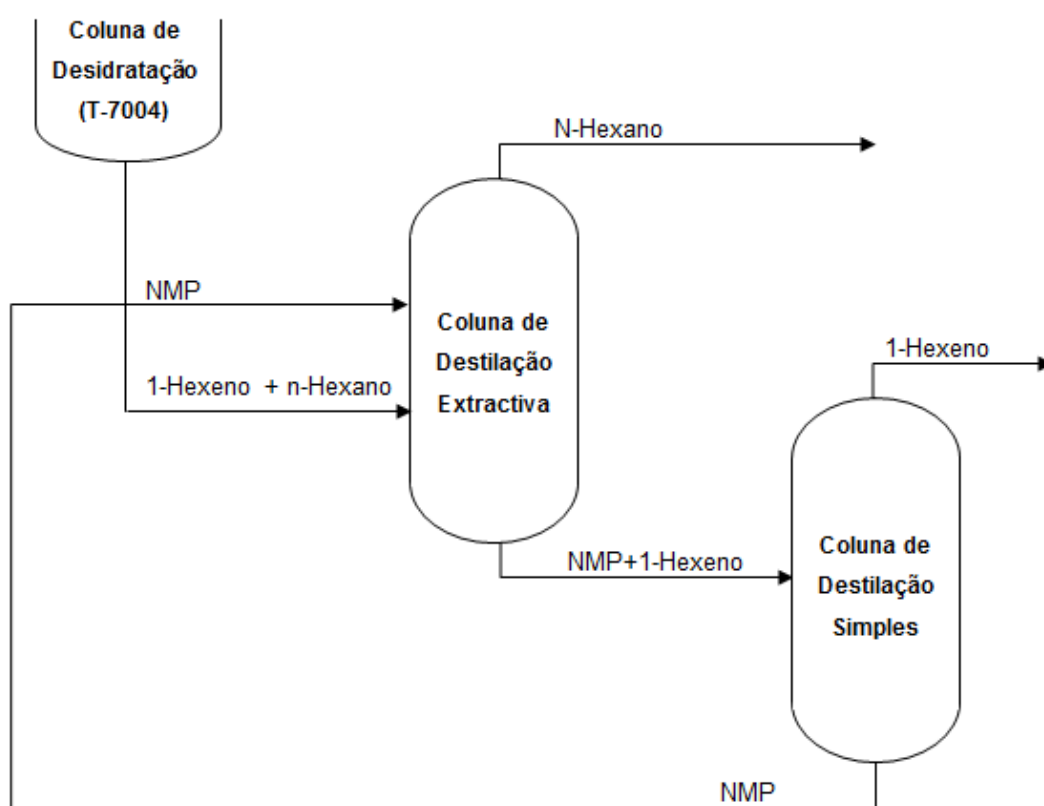 Coluna de
Desidratação
(T-7004)
N-Hexano
NMP
Coluna de
Destilação
Extractiva
1-Hexeno + n-Hexano
1-Hexeno
NMP+1-Hexeno
Coluna de
Destilação
Simples
NMP